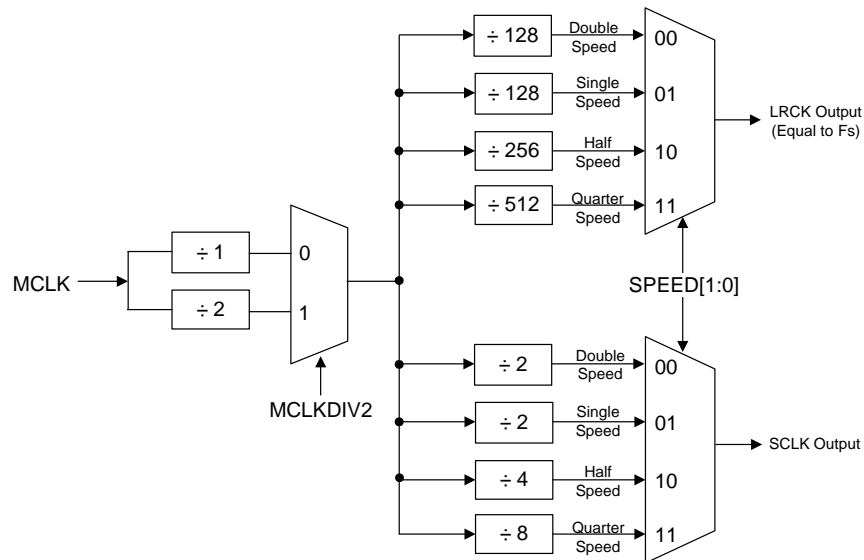 ÷ 128
Double
Speed
00
÷ 128
Single
Speed
01
÷ 256
Half
Speed
10
÷ 512
Quarter
Speed
11
LRCK Output
(Equal to Fs)
MCLK
÷ 1
0
÷ 2
1
MCLKDIV2
SPEED[1:0]
÷ 2
Double
Speed
00
÷ 2
Single
Speed
01
÷ 4
Half
Speed
10
÷ 8
Quarter
Speed
11
SCLK Output